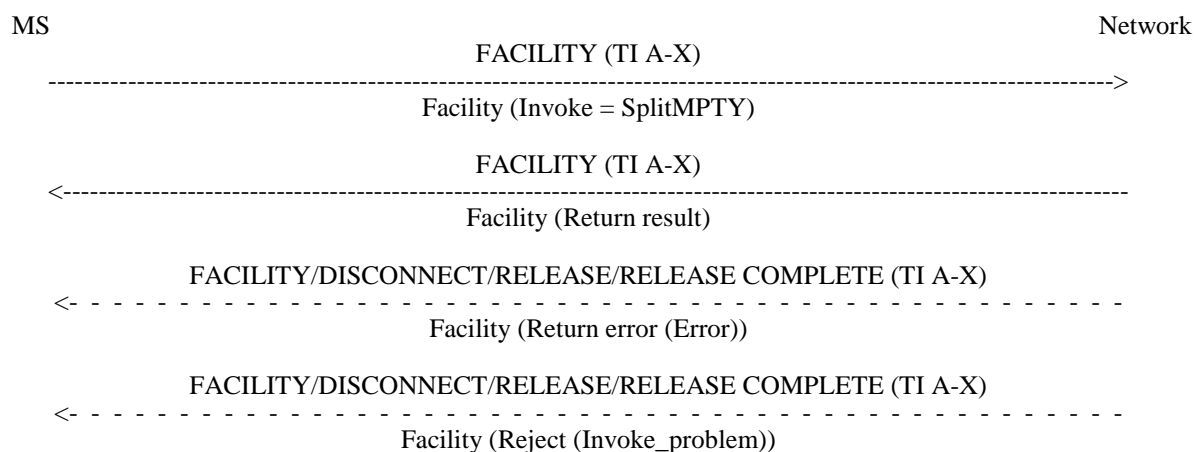 MS Network
FACILITY (TI A-X)
Facility (Invoke = SplitMPTY)
FACILITY (TI A-X)
Facility (Return result)
FACILITY/DISCONNECT/RELEASE/RELEASE COMPLETE (TI A-X)
Facility (Return error (Error))
FACILITY/DISCONNECT/RELEASE/RELEASE COMPLETE (TI A-X)
Facility (Reject (Invoke_problem))